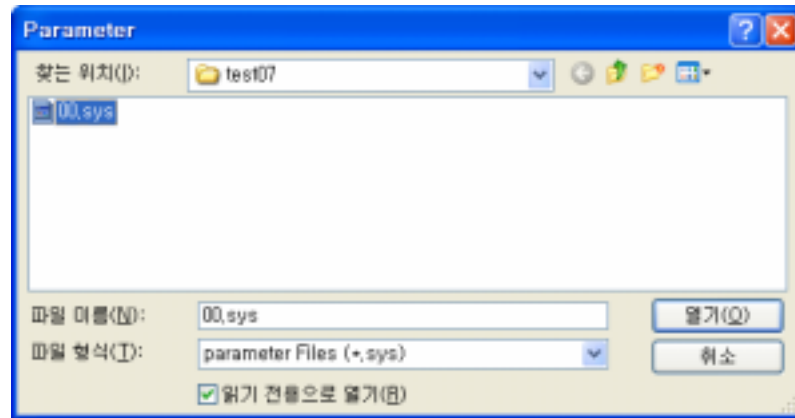 Parameter
찾는 위치(I): test07
00.sys
파일 이름(N): 00.sys 열기(O)
파일 형식(T): parameter Files (*.sys) 취소
읽기 전용으로 열기(R)